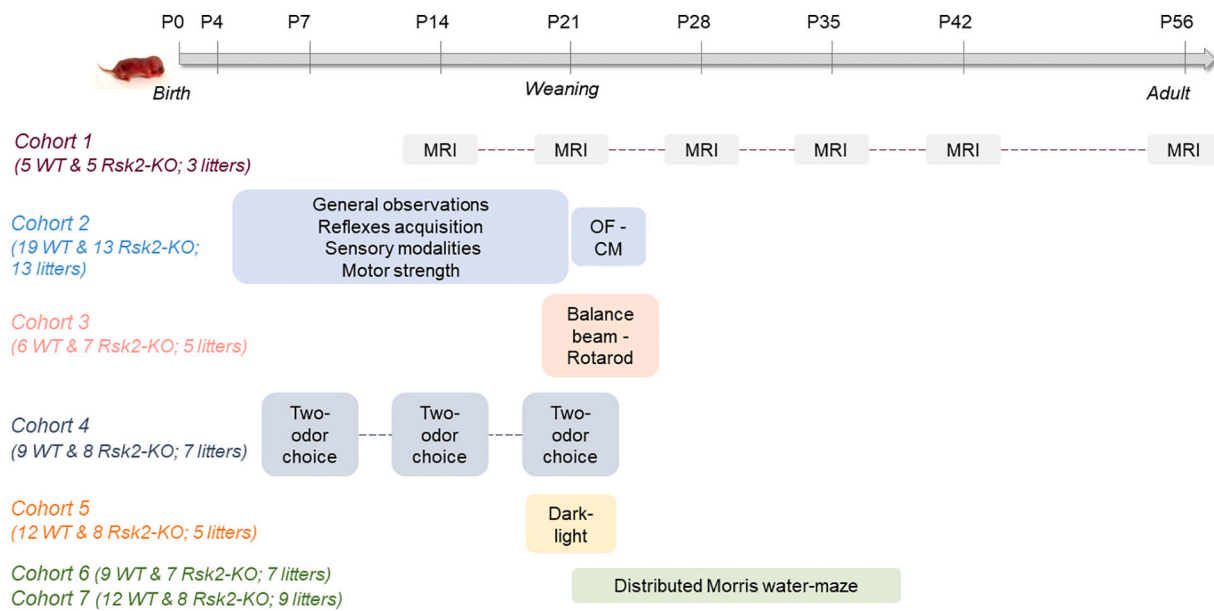 P0 P4 P7 P14 P21 P28 P35 P42 P56
Birth Weaning Adult
Cohort 1
(5 WT & 5 Rsk2-KO; 3 litters)
MRI MRI MRI MRI MRI MRI
Cohort 2
(19 WT & 13 Rsk2-KO;
13 litters)
General observations
Reflexes acquisition
Sensory modalities
Motor strength
OF -
CM
Cohort 3
(6 WT & 7 Rsk2-KO; 5 litters)
Balance
beam -
Rotarod
Cohort 4
(9 WT & 8 Rsk2-KO; 7 litters)
Two-
odor
choice
Two-
odor
choice
Two-
odor
choice
Cohort 5
(12 WT & 8 Rsk2-KO; 5 litters)
Dark-
light
Cohort 6 (9 WT & 7 Rsk2-KO; 7 litters)
Cohort 7 (12 WT & 8 Rsk2-KO; 9 litters)
Distributed Morris water-maze